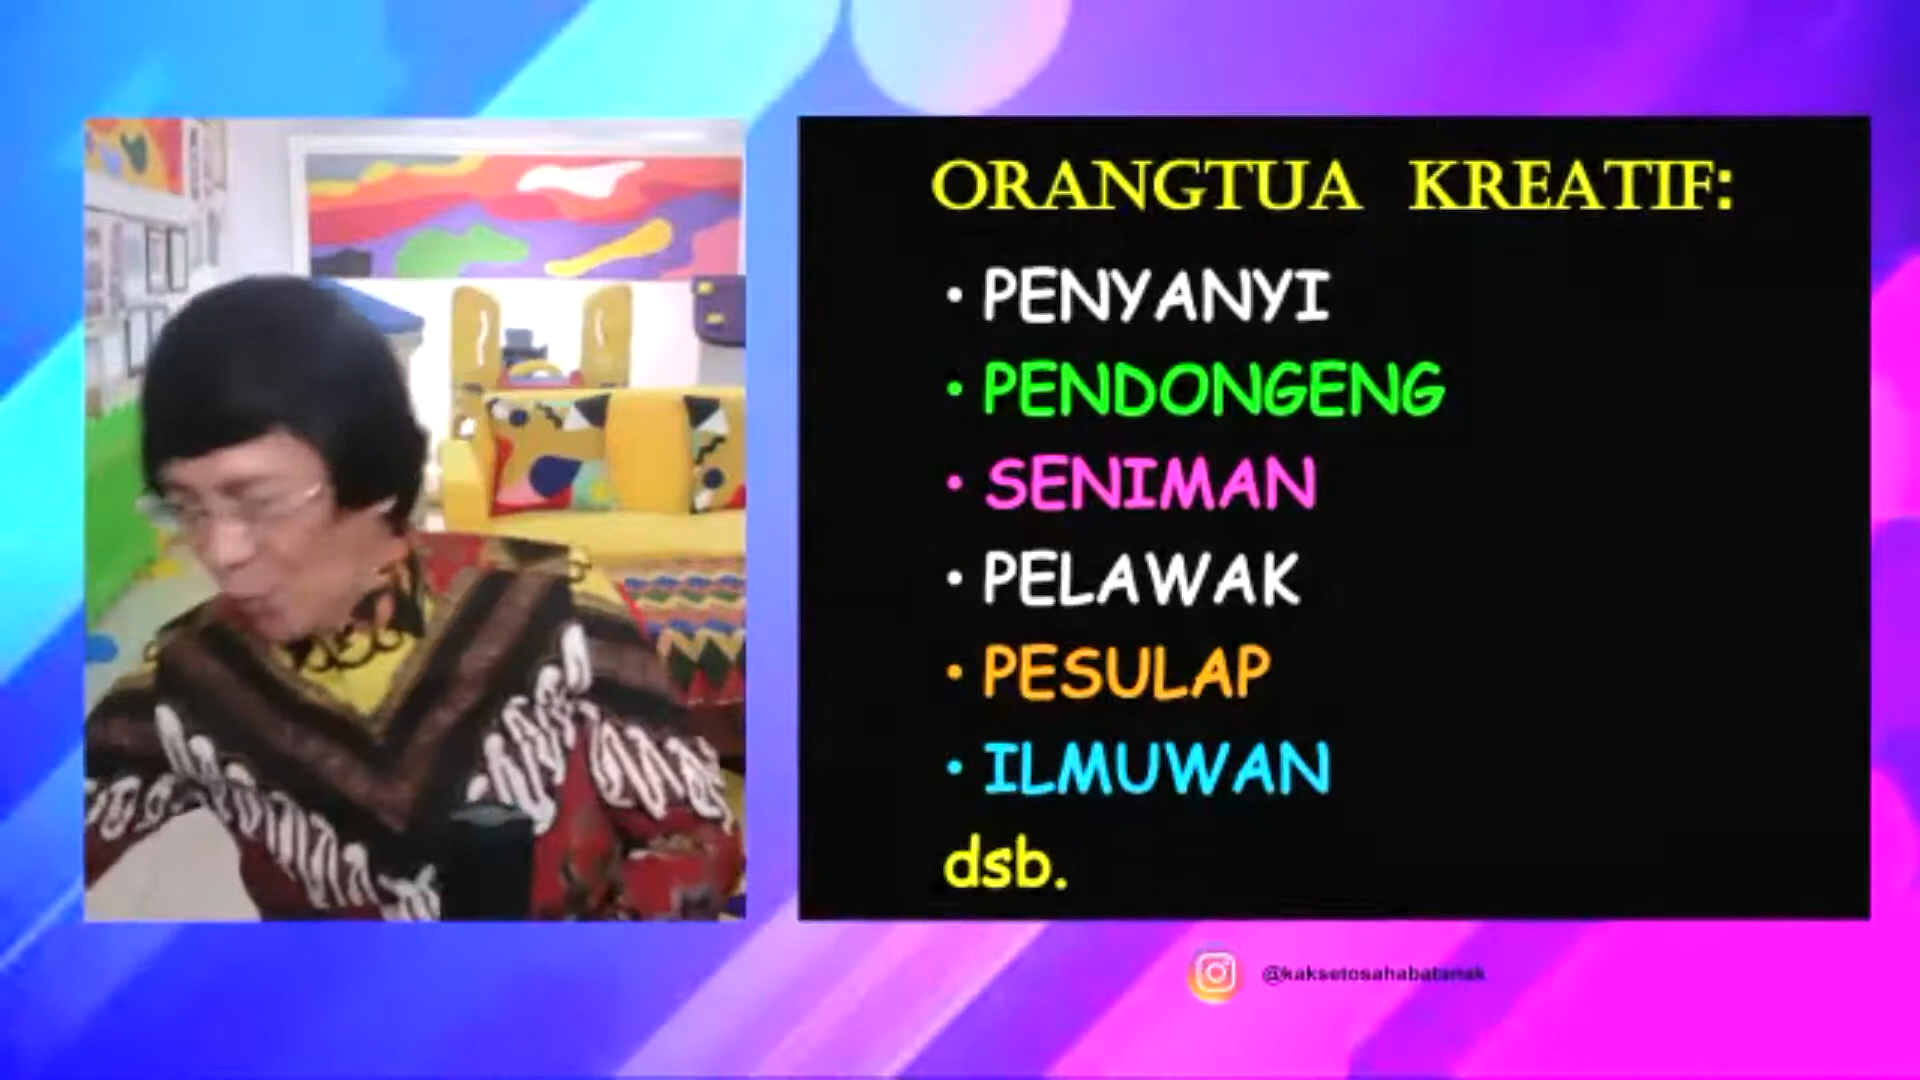 ORANGTUA KREATIF:
• PENYANYI
• PENDONGENG
• SENIMAN
• PELAWAK
• PESULAP
• ILMUWAN
dsb.
@kaksetosahabatanak